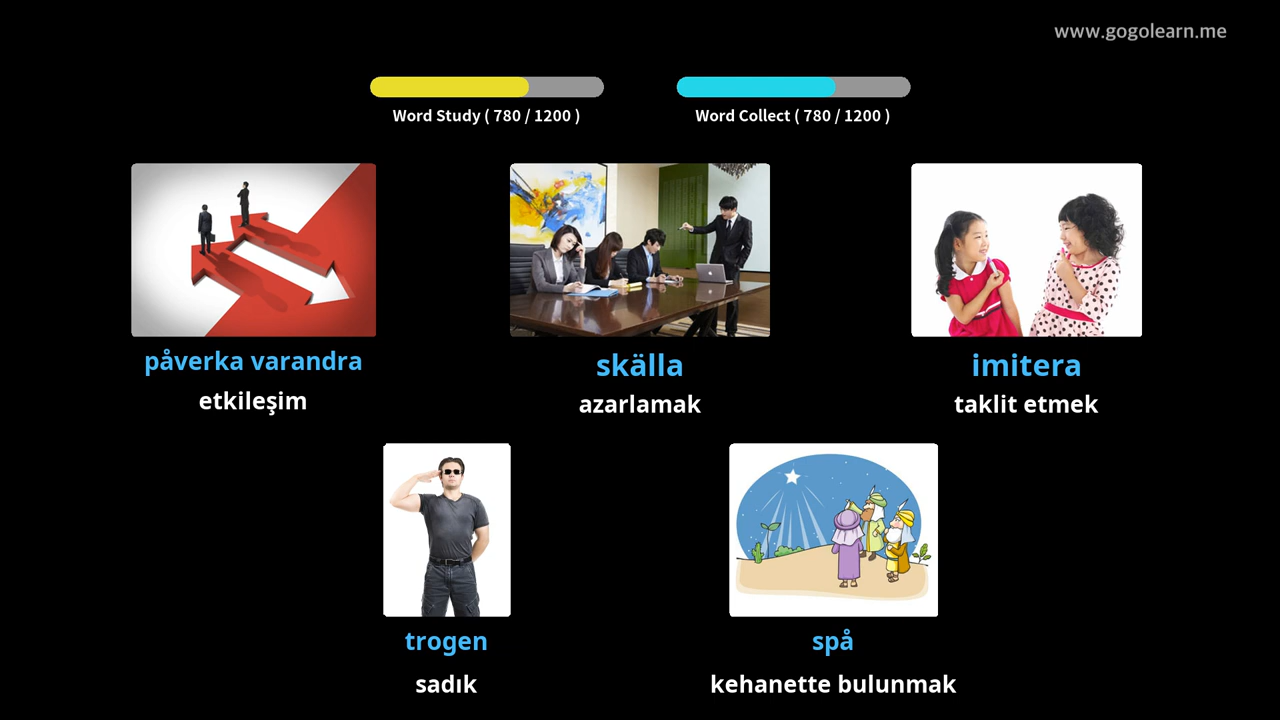 www.gogolearn.me
Word Study ( 780 / 1200 )
Word Collect ( 780 / 1200 )
påverka varandra
etkileşim
skälla
azarlamak
imitera
taklit etmek
trogen
sadık
spå
kehanette bulunmak